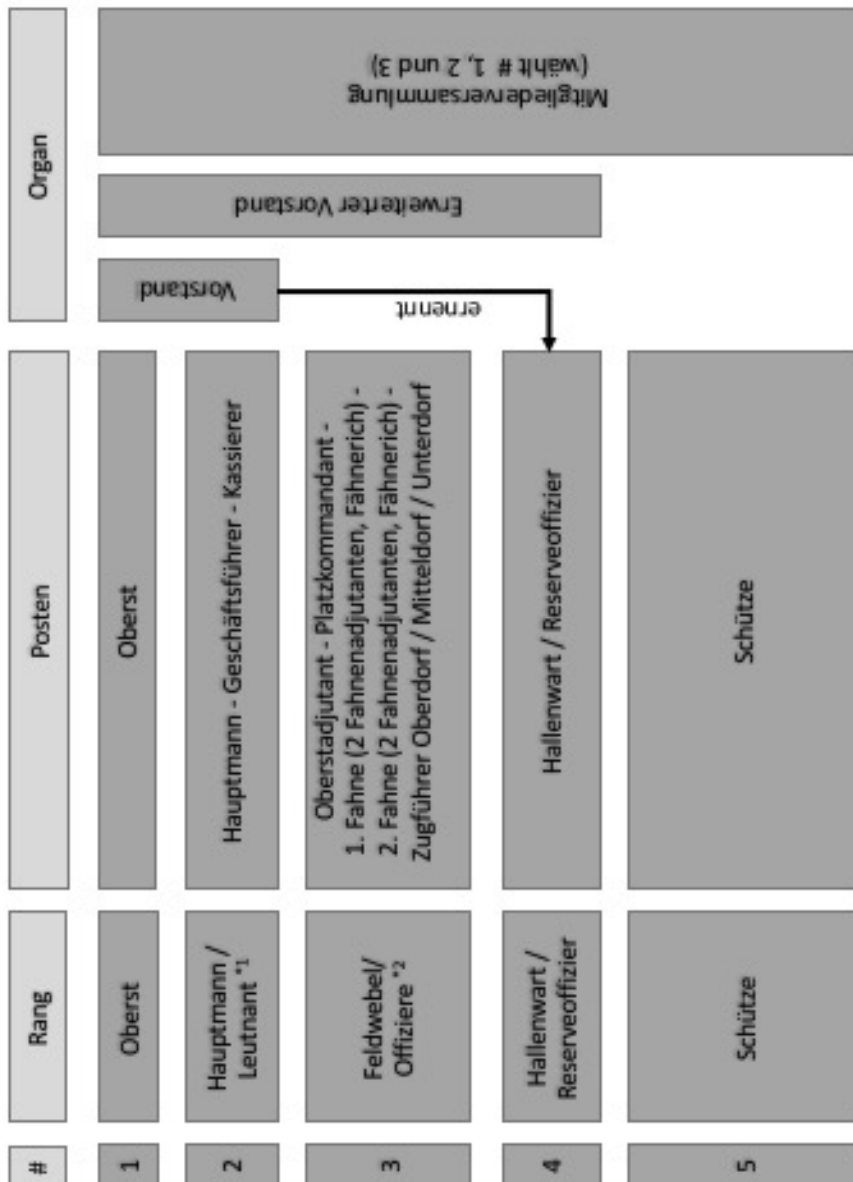 #
Rang
Posten
Organ
1
Oberst
Oberst
2
Hauptmann /
Leutnant *1
Hauptmann - Geschäftsführer - Kassierer
3
Feldwebel/
Offiziere *2
Oberstadjutant - Platzkommandant -
1. Fahne (2 Fahnenadjutanten, Fähnerich) -
2. Fahne (2 Fahnenadjutanten, Fähnerich) -
Zugführer Oberdorf / Mitteldorf / Unterdorf
4
Hallenwart /
Reserveoffizier
Hallenwart / Reserveoffizier
5
Schütze
Schütze
Vorstand
ernennt
Erweiterter Vorstand
Mitgliederversammlung
(wählt # 1, 2 und 3)